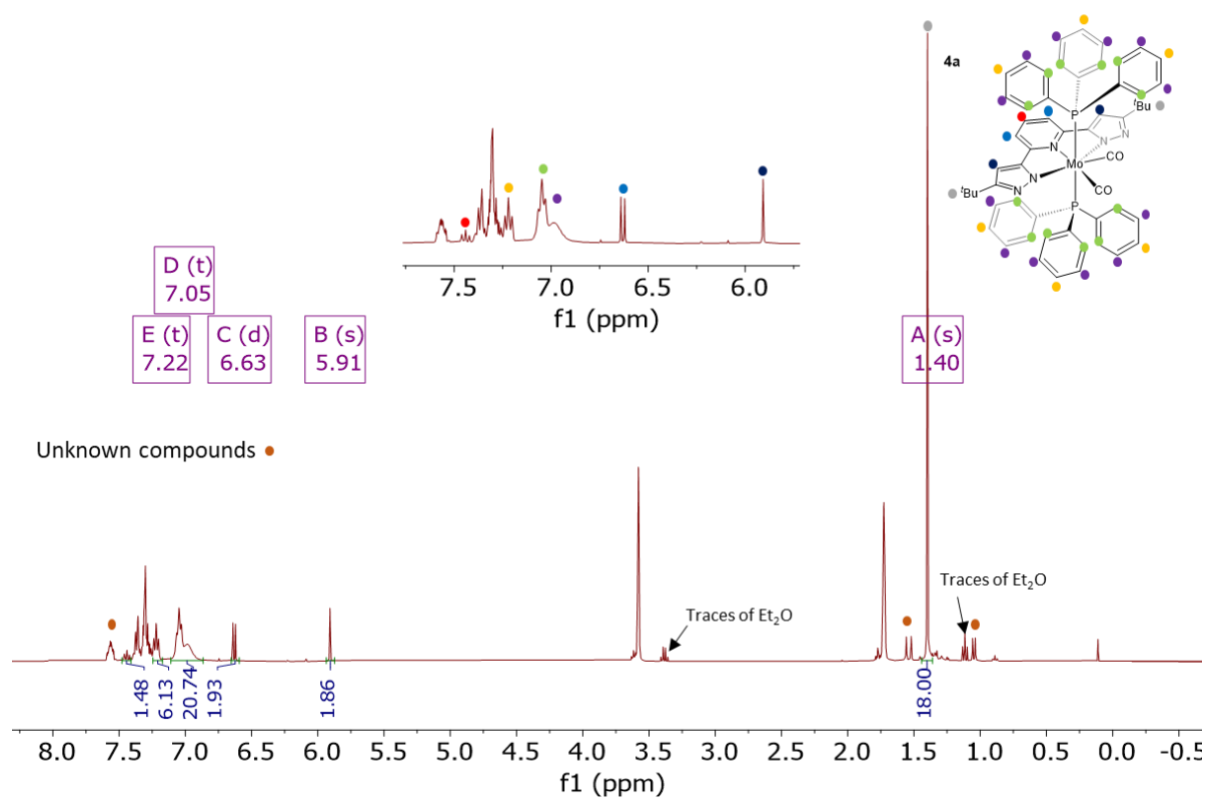 4a
P
ᵗBu
N
N
N
N
N
Mo
CO
CO
ᵗBu
P
7.5 7.0 6.5 6.0
f1 (ppm)
D (t)
7.05
E (t)
7.22
C (d)
6.63
B (s)
5.91
A (s)
1.40
Unknown compounds
Traces of Et₂O
Traces of Et₂O
1.48
6.13
20.74
1.93
1.86
18.00
8.0 7.5 7.0 6.5 6.0 5.5 5.0 4.5 4.0 3.5 3.0 2.5 2.0 1.5 1.0 0.5 0.0 -0.5
f1 (ppm)